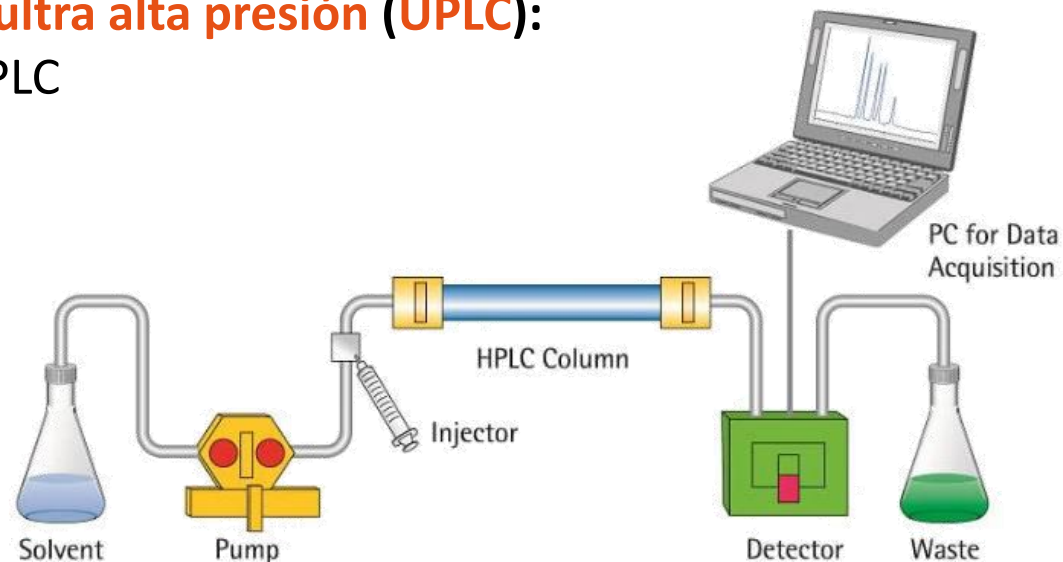 ultra alta presión (UPLC):
PLC
PC for Data
Acquisition
HPLC Column
Injector
Solvent
Pump
Detector
Waste